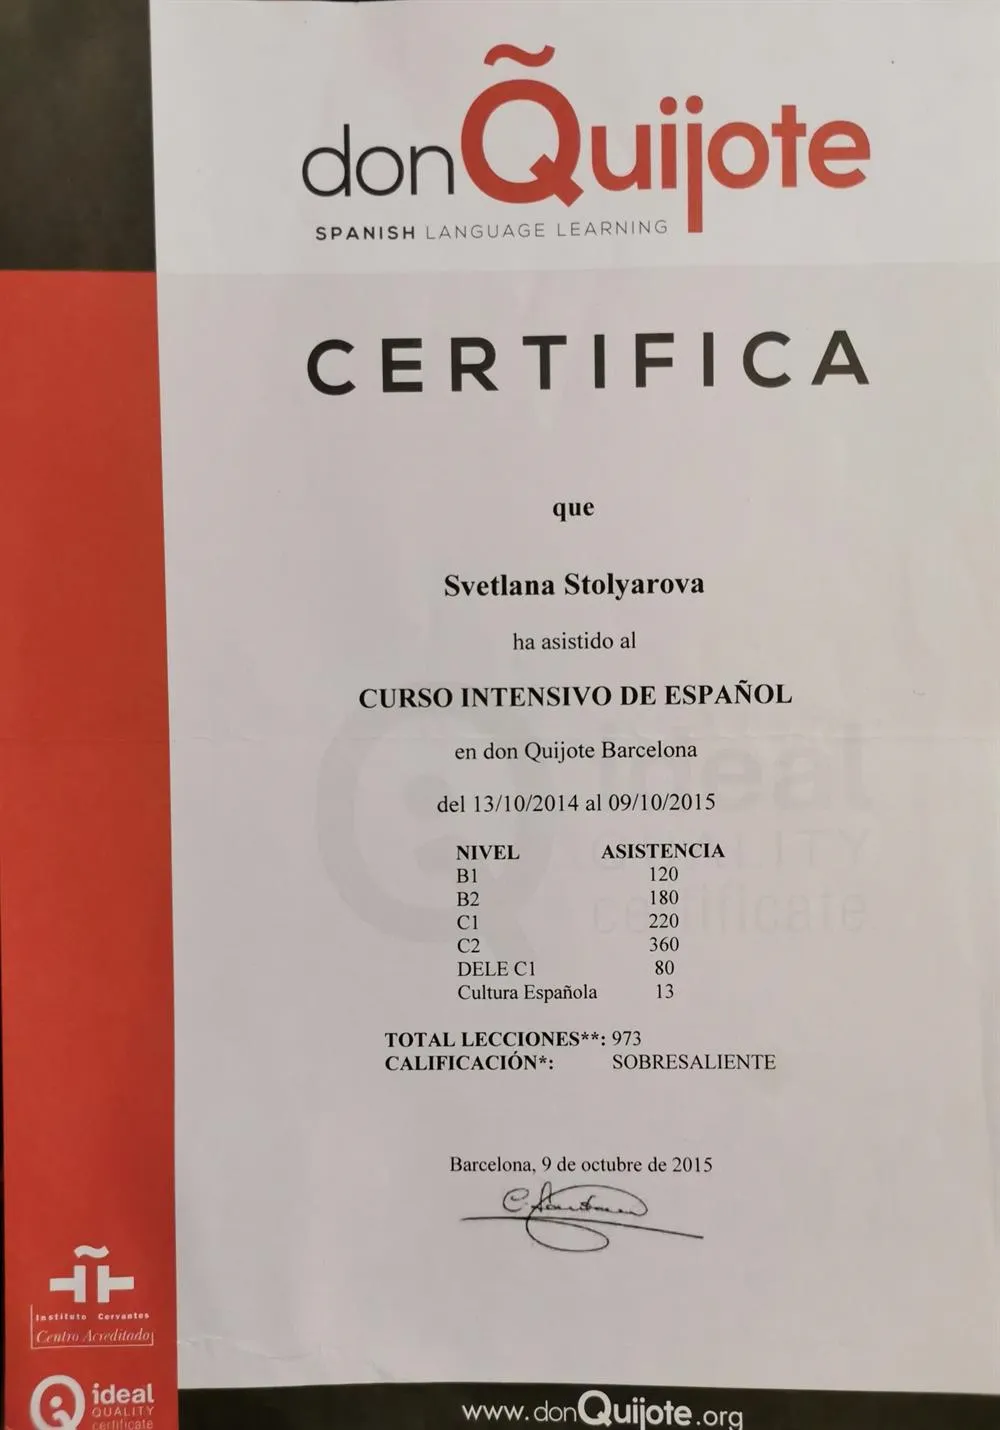 donQuijote
SPANISH LANGUAGE LEARNING
CERTIFICA
que
Svetlana Stolyarova
ha asistido al
CURSO INTENSIVO DE ESPAÑOL
en don Quijote Barcelona
del 13/10/2014 al 09/10/2015
NIVEL ASISTENCIA
B1 120
B2 180
C1 220
C2 360
DELE C1 80
Cultura Española 13
TOTAL LECCIONES**: 973
CALIFICACIÓN*: SOBRESALIENTE
Barcelona, 9 de octubre de 2015
Instituto Cervantes
Centro Acreditado
ideal
QUALITY
certificate
www.donQuijote.org
ideal
QUALITY
certificate